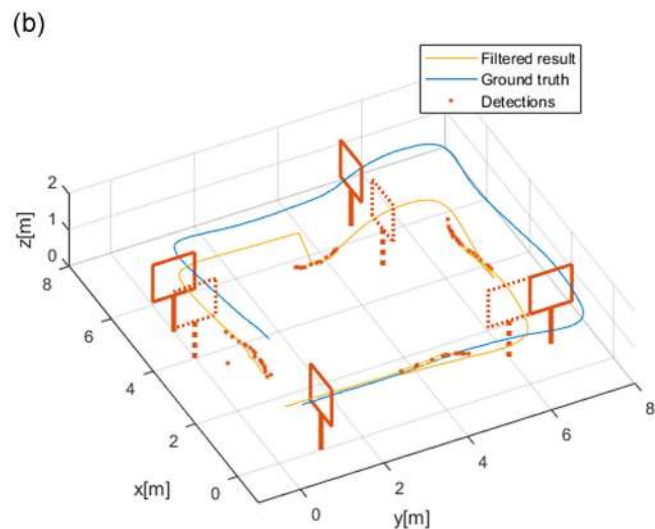 (b)
Filtered result
Ground truth
Detections
2
1
0
z[m]
8
6
4
2
0
x[m]
0
2
4
6
8
y[m]